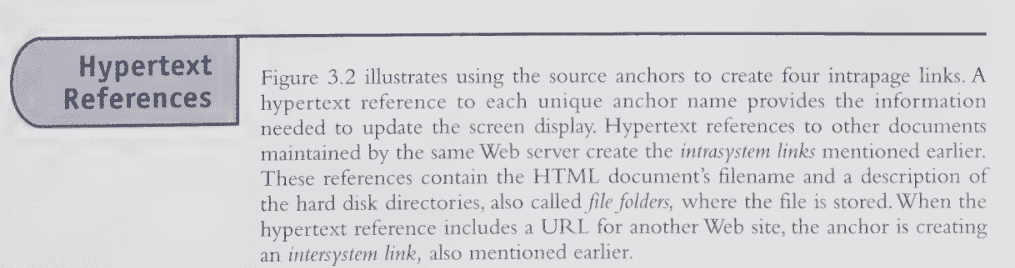 Hypertext
References
Figure 3.2 illustrates using the source anchors to create four intrapage links. A
hypertext reference to each unique anchor name provides the information
needed to update the screen display. Hypertext references to other documents
maintained by the same Web server create the intrasystem links mentioned earlier.
These references contain the HTML document's filename and a description of
the hard disk directories, also called file folders, where the file is stored. When the
hypertext reference includes a URL for another Web site, the anchor is creating
an intersystem link, also mentioned earlier.